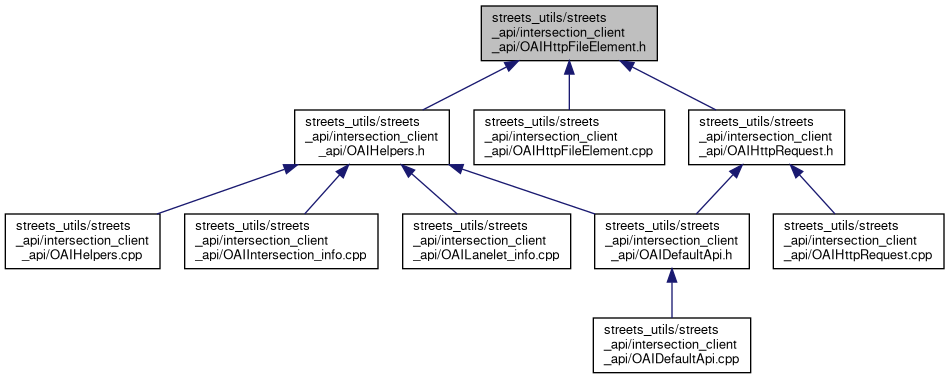 streets_utils/streets
_api/intersection_client
_api/OAIHttpFileElement.h
streets_utils/streets
_api/intersection_client
_api/OAIHelpers.h
streets_utils/streets
_api/intersection_client
_api/OAIHttpFileElement.cpp
streets_utils/streets
_api/intersection_client
_api/OAIHttpRequest.h
streets_utils/streets
_api/intersection_client
_api/OAIHelpers.cpp
streets_utils/streets
_api/intersection_client
_api/OAIIntersection_info.cpp
streets_utils/streets
_api/intersection_client
_api/OAILanelet_info.cpp
streets_utils/streets
_api/intersection_client
_api/OAIDefaultApi.h
streets_utils/streets
_api/intersection_client
_api/OAIHttpRequest.cpp
streets_utils/streets
_api/intersection_client
_api/OAIDefaultApi.cpp